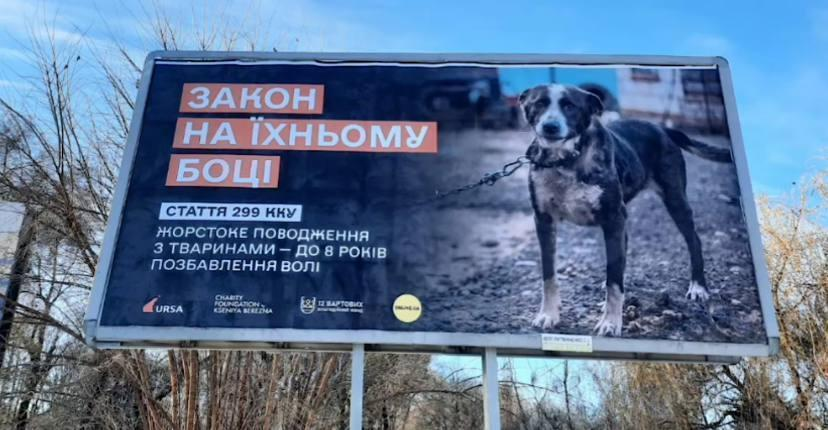 ЗАКОН
НА ЇХНЬОМУ
БОЦІ
СТАТТЯ 299 ККУ
ЖОРСТОКЕ ПОВОДЖЕННЯ
З ТВАРИНАМИ – ДО 8 РОКІВ
ПОЗБАВЛЕННЯ ВОЛІ
URSA
CHARITY
FOUNDATION
KSENIYA BEREZNA
12 ВАРТОВИХ